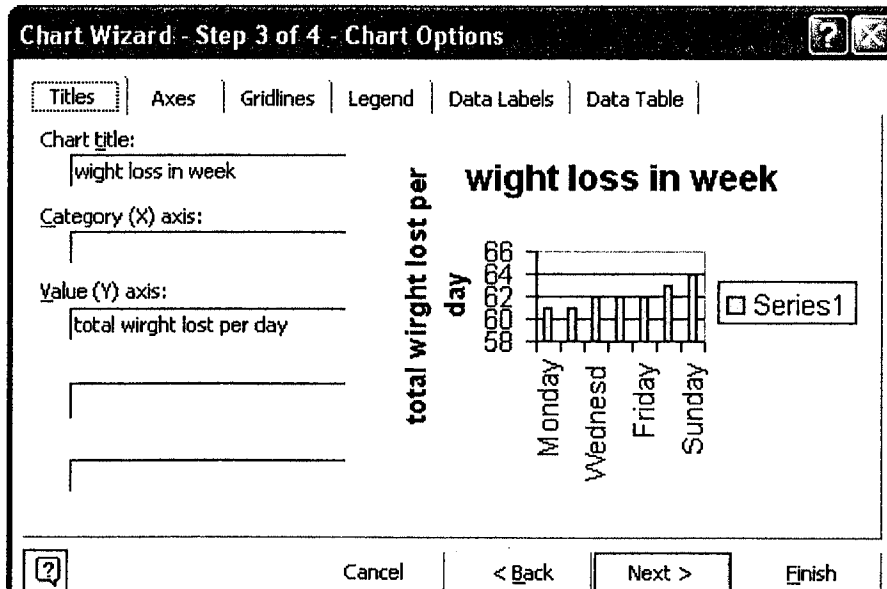 Chart Wizard - Step 3 of 4 - Chart Options
?
Titles Axes Gridlines Legend Data Labels Data Table
Chart title:
wight loss in week
Category (X) axis:
Value (Y) axis:
total wirght lost per day
wight loss in week
total wirght lost per
day
66
64
62
60
58
Monday
Wednesd
Friday
Sunday
Series1
?
Cancel < Back Next > Finish